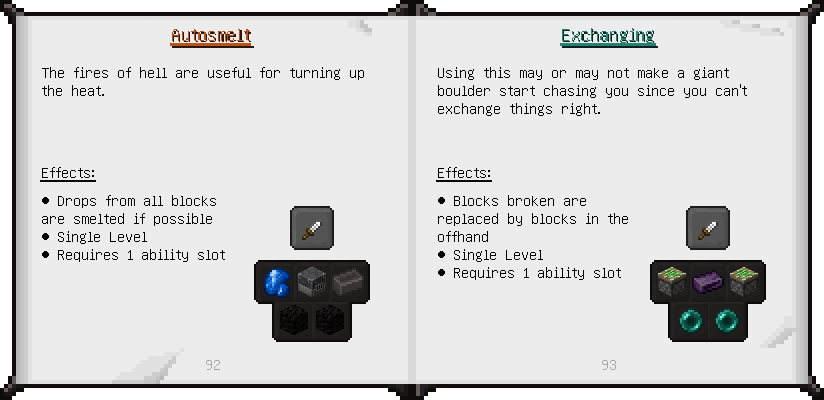 Autosmelt
The fires of hell are useful for turning up
the heat.
Effects:
● Drops from all blocks
are smelted if possible
● Single Level
● Requires 1 ability slot
92
Exchanging
Using this may or may not make a giant
boulder start chasing you since you can't
exchange things right.
Effects:
● Blocks broken are
replaced by blocks in the
offhand
● Single Level
● Requires 1 ability slot
93